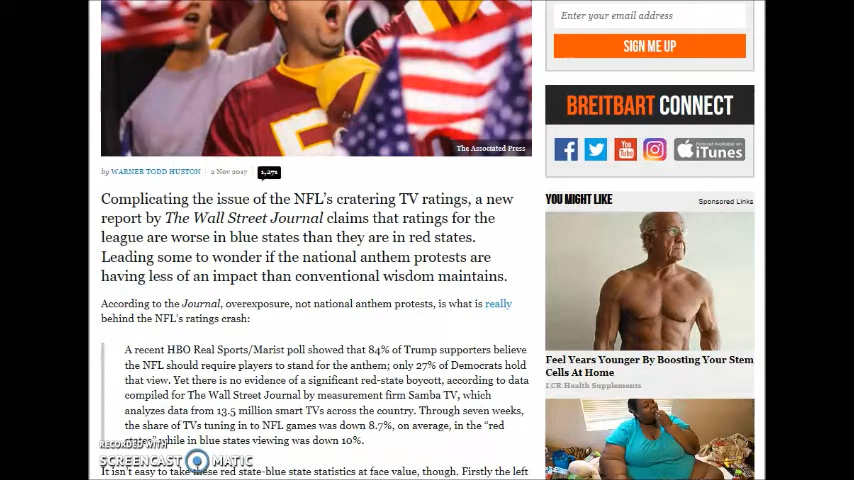 Enter your email address
SIGN ME UP
The Associated Press
BREITBART CONNECT
Download on
iTunes
You Tube
by WARNER TODD HUSTON | 2 Nov 2017 1,271
Complicating the issue of the NFL's cratering TV ratings, a new
report by The Wall Street Journal claims that ratings for the
league are worse in blue states than they are in red states.
Leading some to wonder if the national anthem protests are
having less of an impact than conventional wisdom maintains.
According to the Journal, overexposure, not national anthem protests, is what is really
behind the NFL's ratings crash:
A recent HBO Real Sports/Marist poll showed that 84% of Trump supporters believe
the NFL should require players to stand for the anthem; only 27% of Democrats hold
that view. Yet there is no evidence of a significant red-state boycott, according to data
compiled for The Wall Street Journal by measurement firm Samba TV, which
analyzes data from 13.5 million smart TVs across the country. Through seven weeks,
the share of TVs tuning in to NFL games was down 8.7%, on average, in the "red
states" while in blue states viewing was down 10%.
It isn't easy to take these red state-blue state statistics at face value, though. Firstly the left
YOU MIGHT LIKE
Sponsored Links
Feel Years Younger By Boosting Your Stem
Cells At Home
LCR Health Supplements
RECORDED WITH
SCREENCAST MATIC